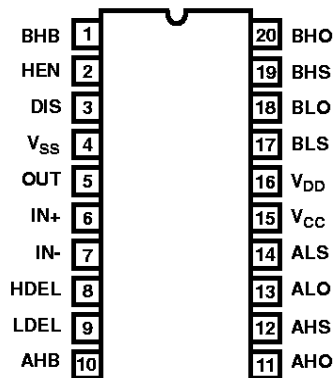 BHB 1 20 BHO
HEN 2 19 BHS
DIS 3 18 BLO
VSS 4 17 BLS
OUT 5 16 VDD
IN+ 6 15 VCC
IN- 7 14 ALS
HDEL 8 13 ALO
LDEL 9 12 AHS
AHB 10 11 AHO